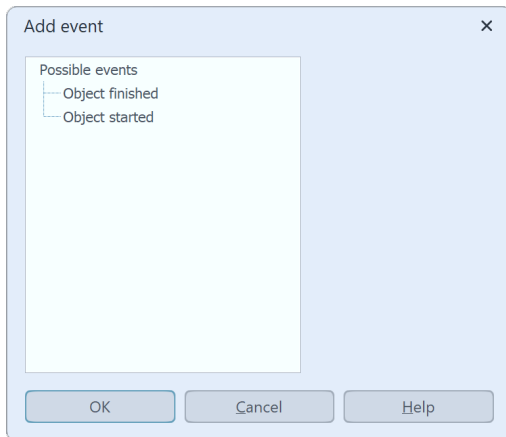 Add event
Possible events
Object finished
Object started
OK
Cancel
Help